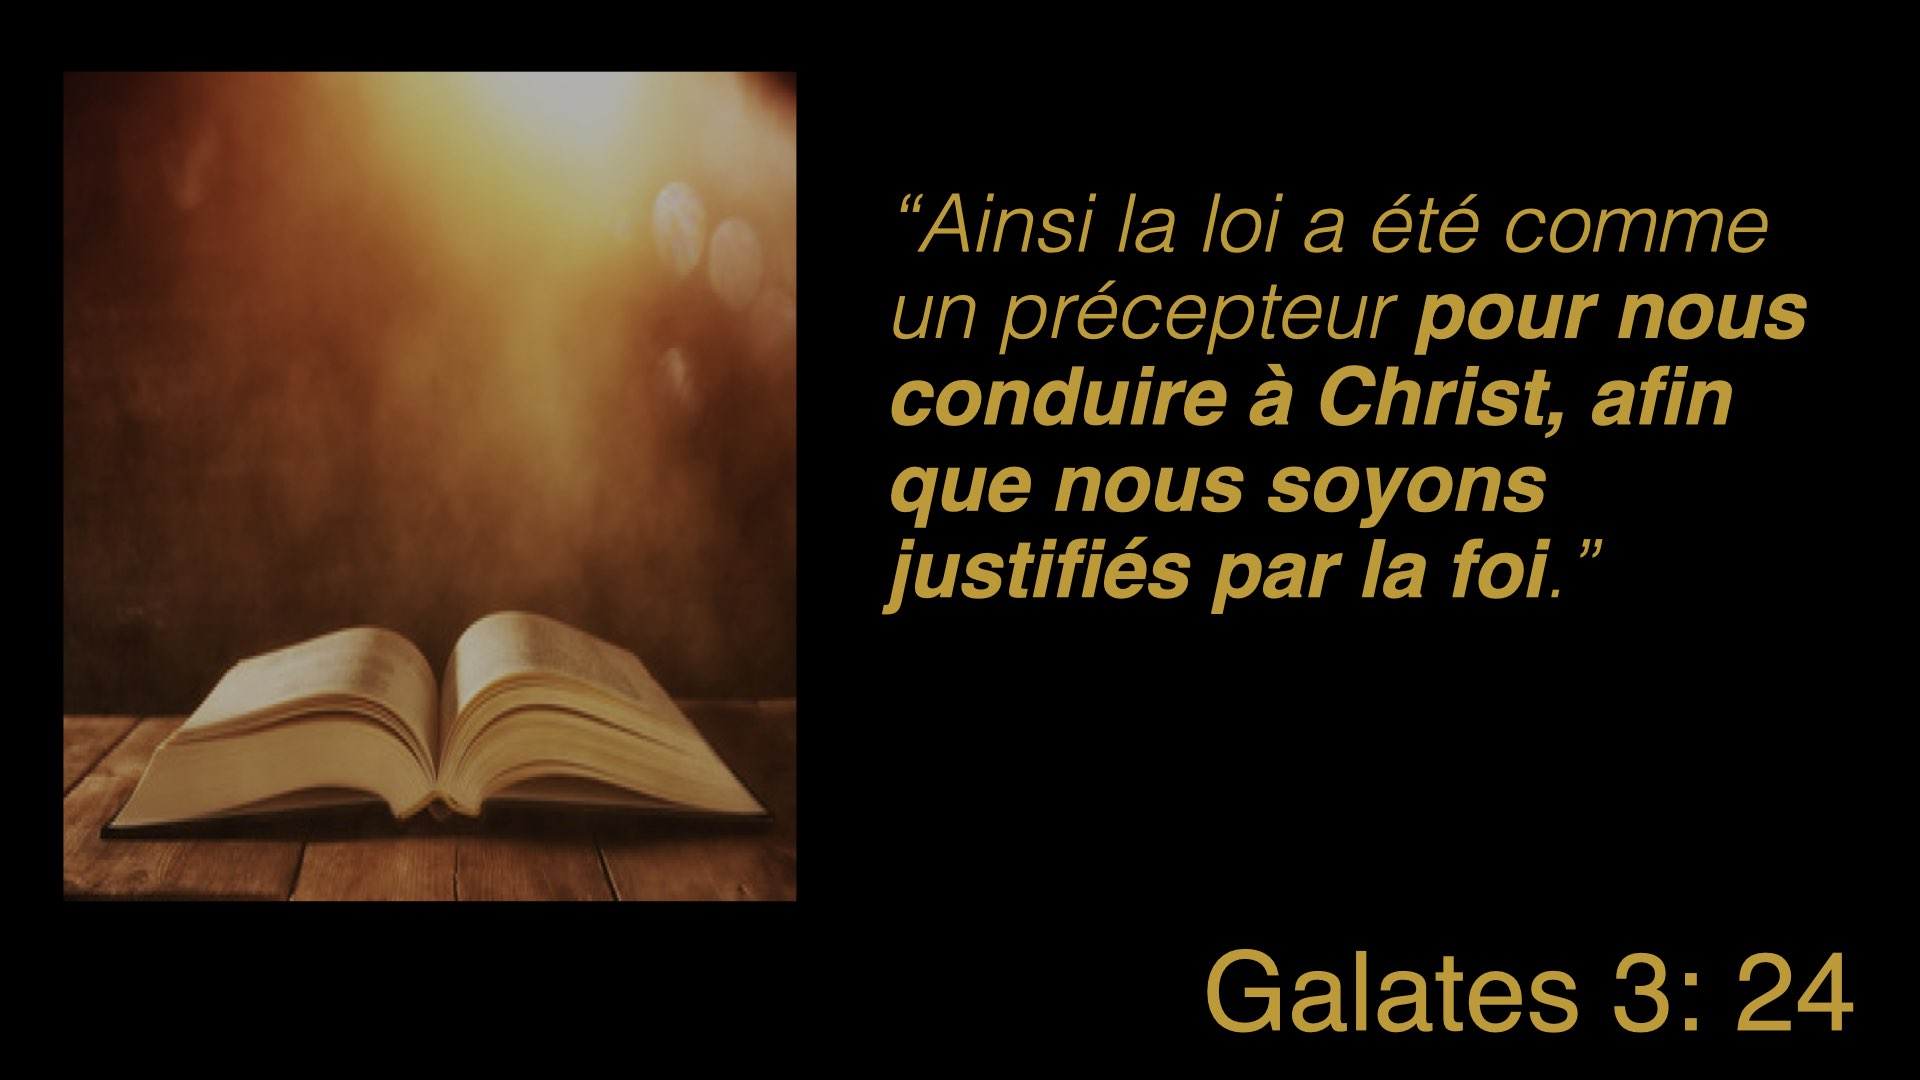 “Ainsi la loi a été comme
un précepteur pour nous
conduire à Christ, afin
que nous soyons
justifiés par la foi.”
Galates 3: 24